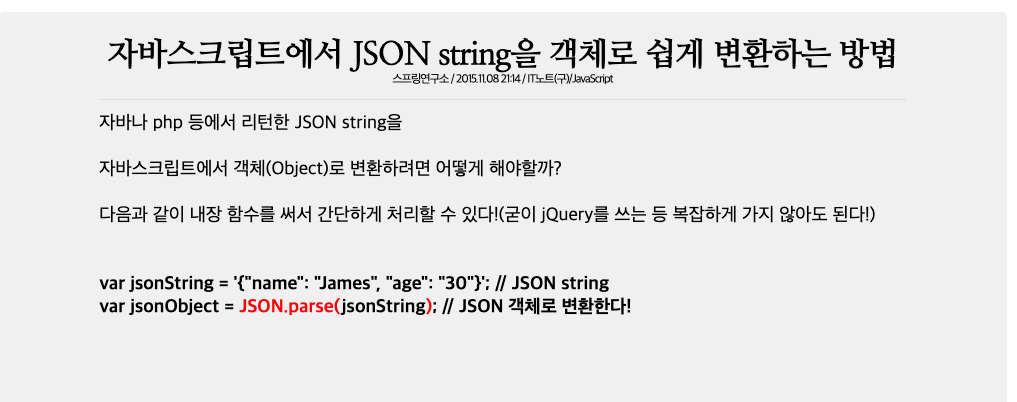 자바스크립트에서 JSON string을 객체로 쉽게 변환하는 방법
스프링연구소 / 2015.11.08 21:14 / IT노트(구)/JavaScript
자바나 php 등에서 리턴한 JSON string을
자바스크립트에서 객체(Object)로 변환하려면 어떻게 해야할까?
다음과 같이 내장 함수를 써서 간단하게 처리할 수 있다!(굳이 jQuery를 쓰는 등 복잡하게 가지 않아도 된다!)
var jsonString = '{"name": "James", "age": "30"}'; // JSON string
var jsonObject = JSON.parse(jsonString); // JSON 객체로 변환한다!